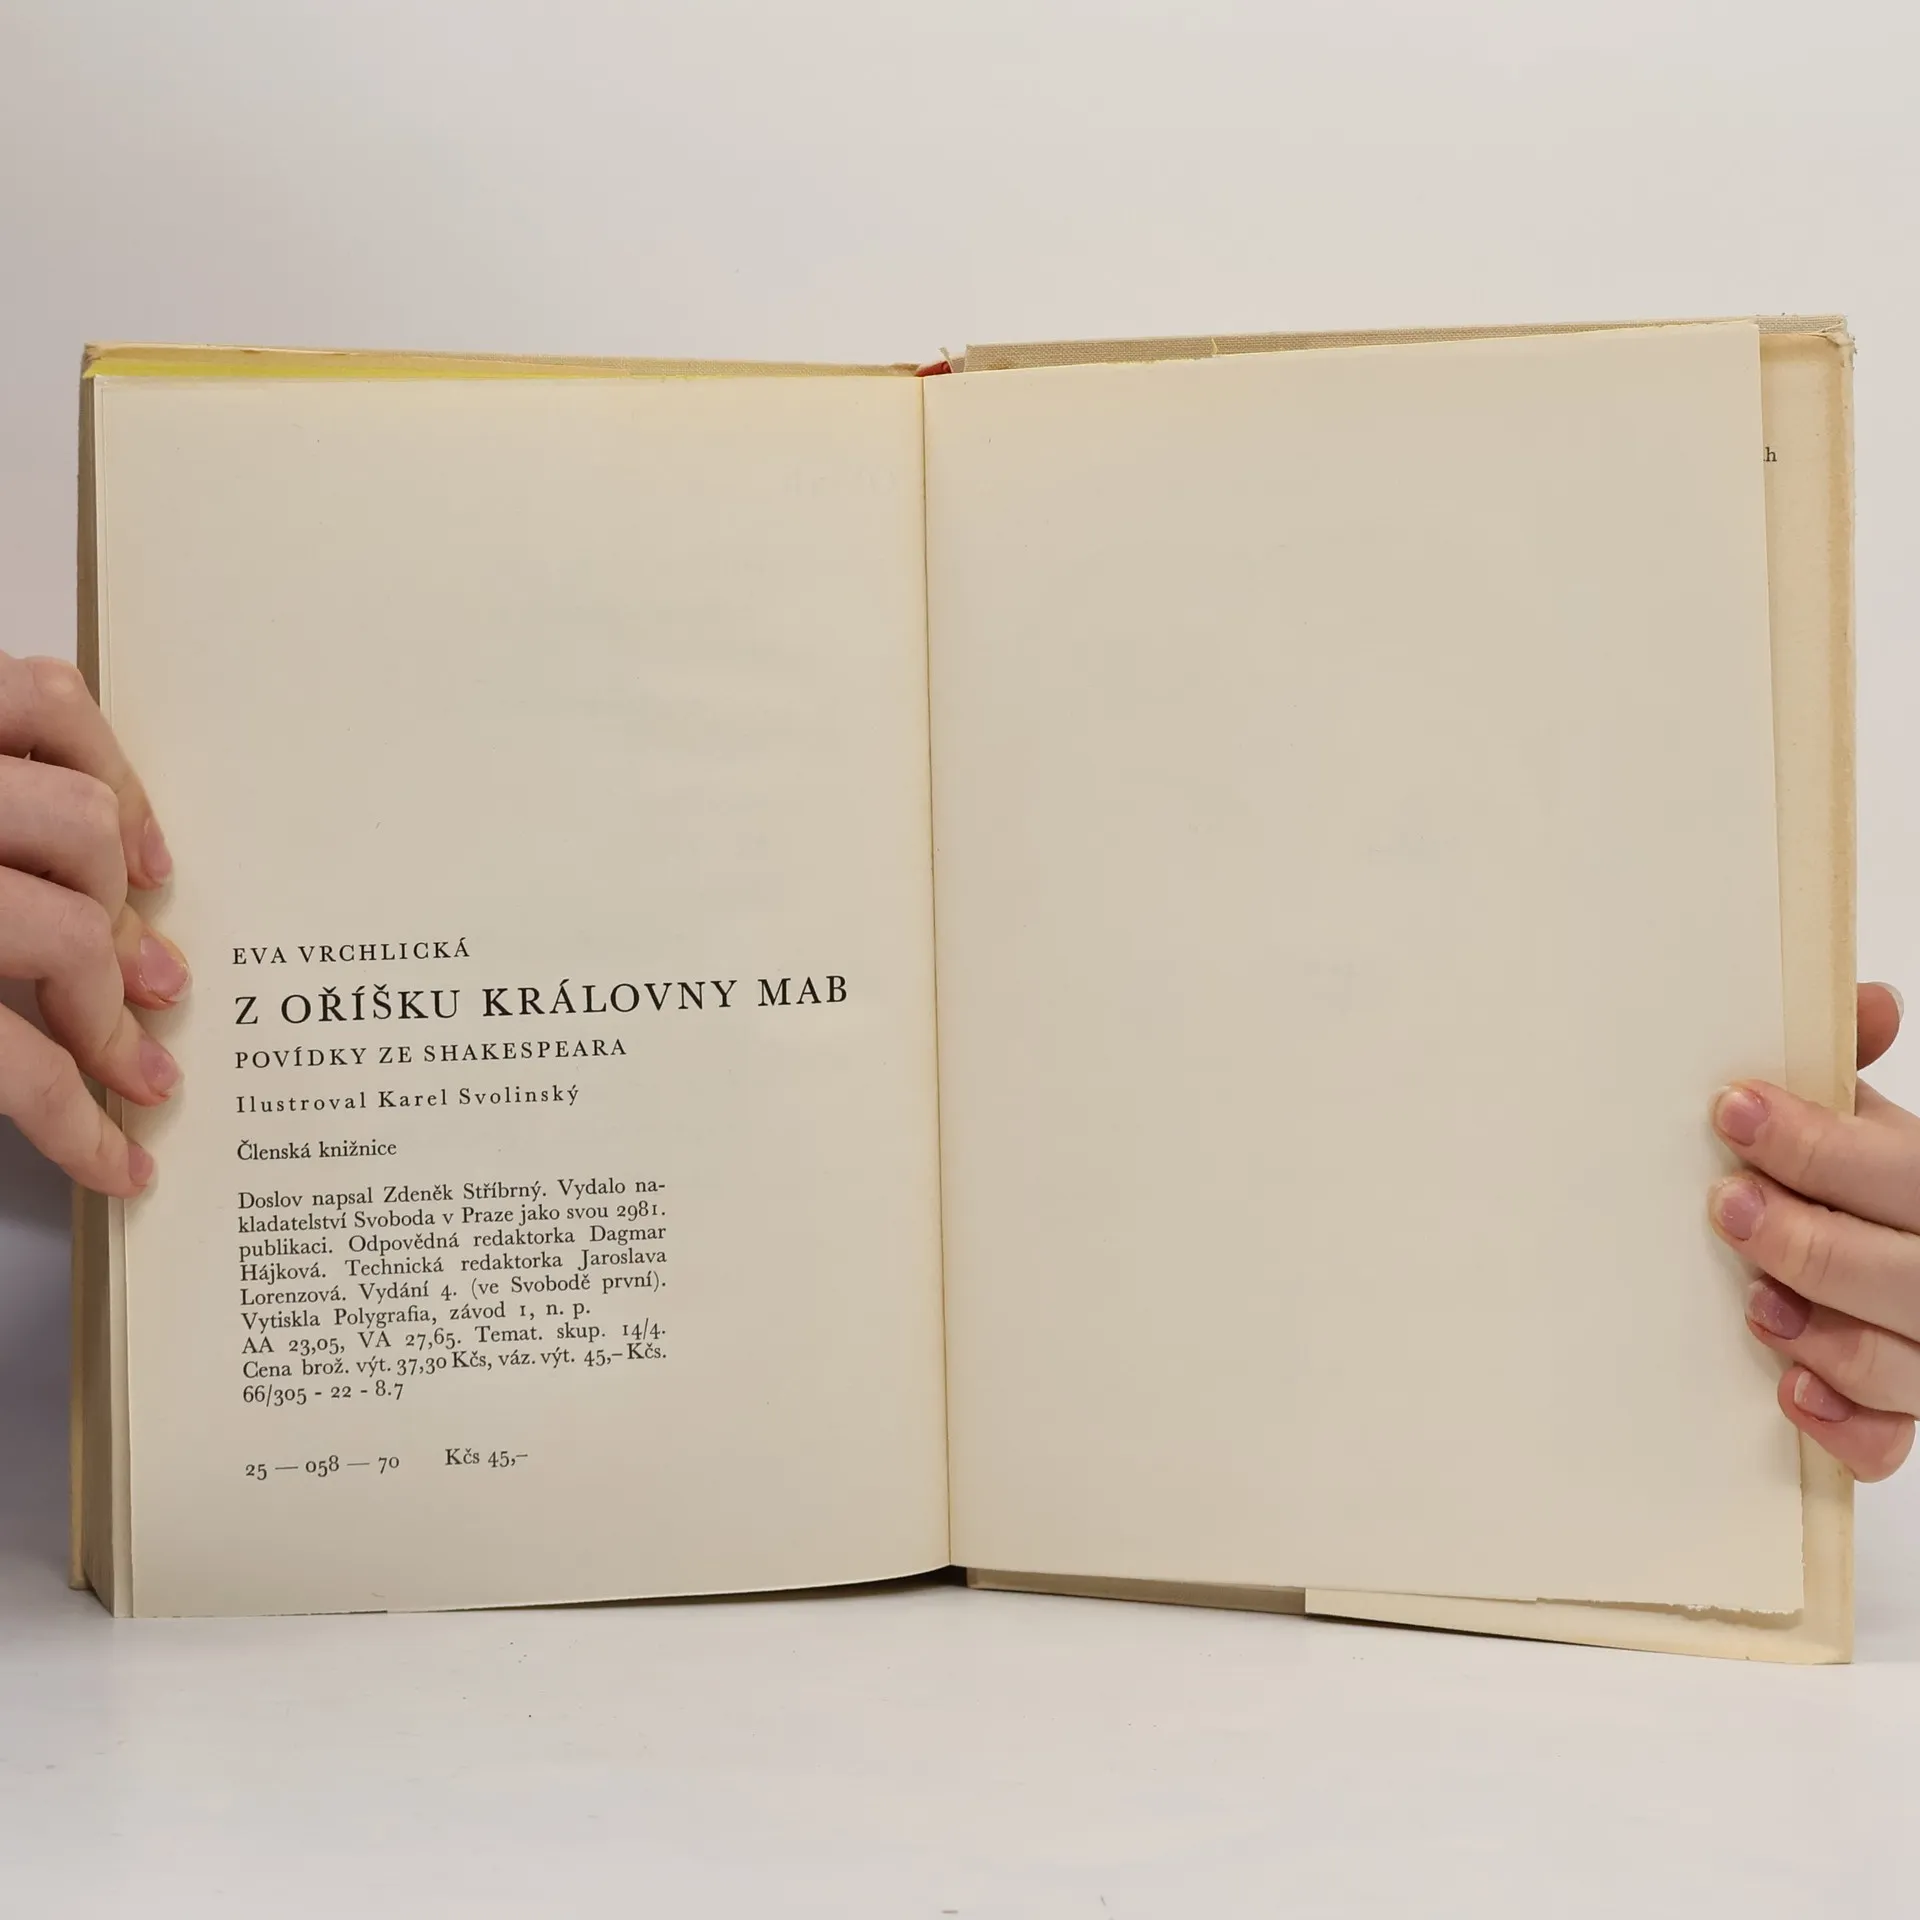 EVA VRCHLICKÁ
Z OŘÍŠKU KRÁLOVNY MAB
POVÍDKY ZE SHAKESPEARA
Ilustroval Karel Svolinský
Členská knižnice
Doslov napsal Zdeněk Stříbrný. Vydalo na-
kladatelství Svoboda v Praze jako svou 2981.
publikaci. Odpovědná redaktorka Dagmar
Hájková. Technická redaktorka Jaroslava
Lorenzová. Vydání 4. (ve Svobodě první).
Vytiskla Polygrafia, závod 1, n. p.
AA 23,05, VA 27,65. Temat. skup. 14/4.
Cena brož. výt. 37,30 Kčs, váz. výt. 45,– Kčs.
66/305 - 22 - 8.7
25 — 058 — 70 Kčs 45,–